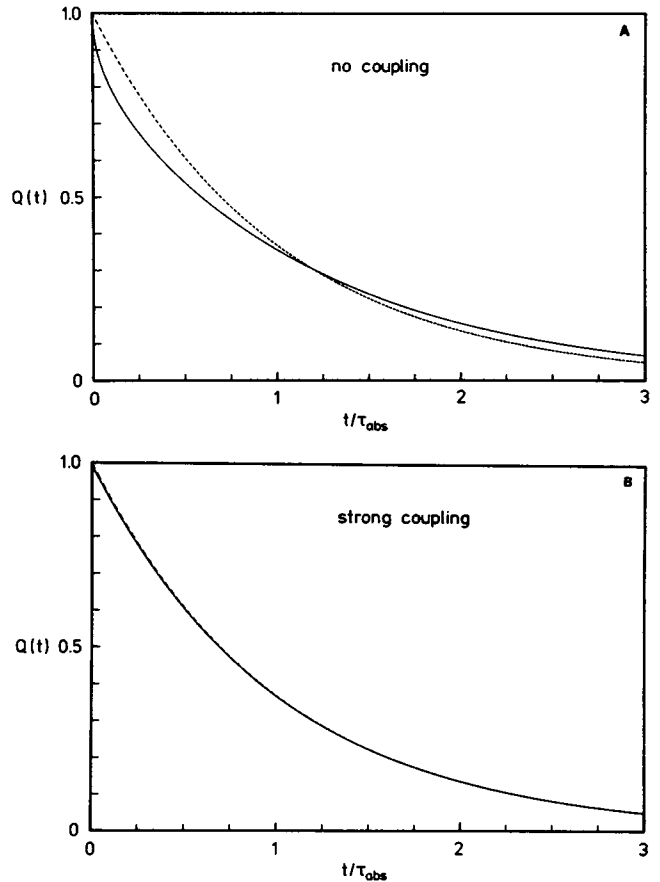 1.0
A
no coupling
Q(t) 0.5
0
0 1 2 3
t/τabs
1.0
B
strong coupling
Q(t) 0.5
0
0 1 2 3
t/τabs